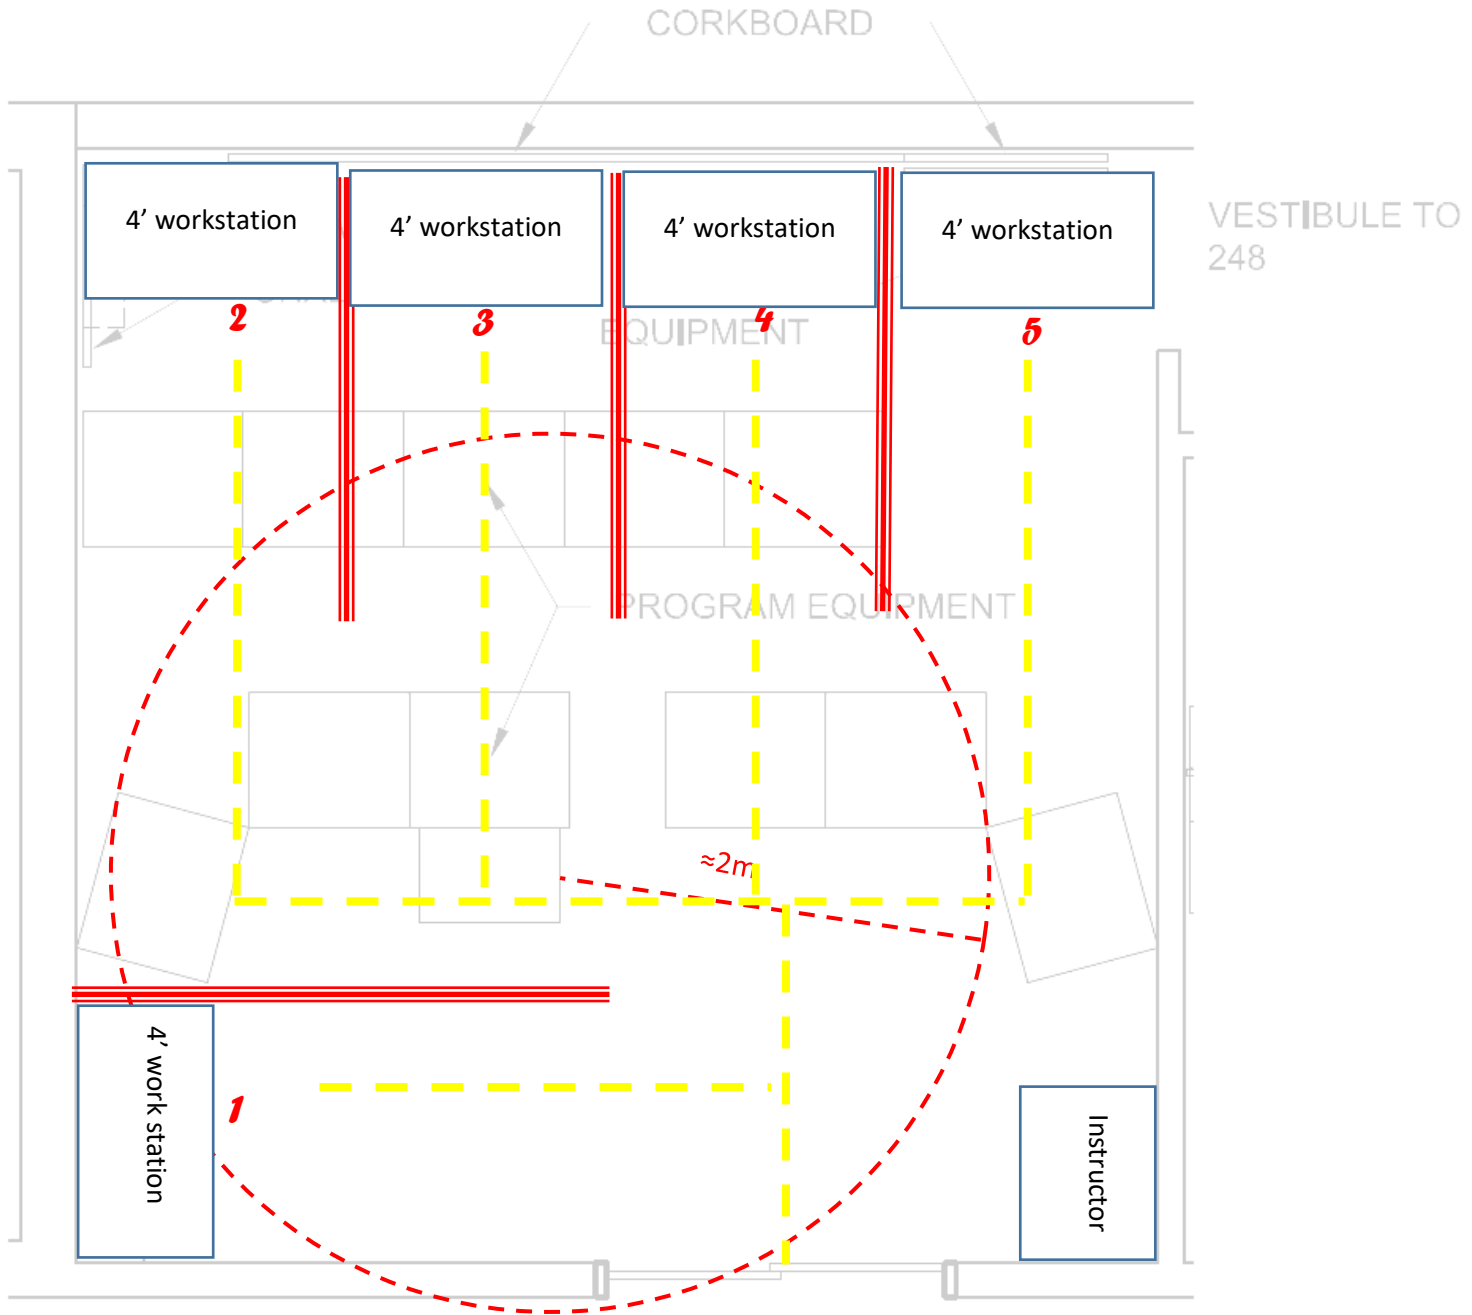 CORKBOARD
4’ workstation
4’ workstation
4’ workstation
4’ workstation
VESTIBULE TO
248
2
3
4
5
EQUIPMENT
PROGRAM EQUIPMENT
≈2m
4’ work station
1
Instructor